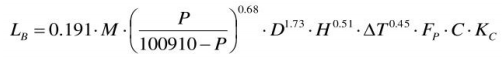 L_B = 0.191 · M · (P / (100910 − P))^0.68 · D^1.73 · H^0.51 · ΔT^0.45 · F_P · C · K_C